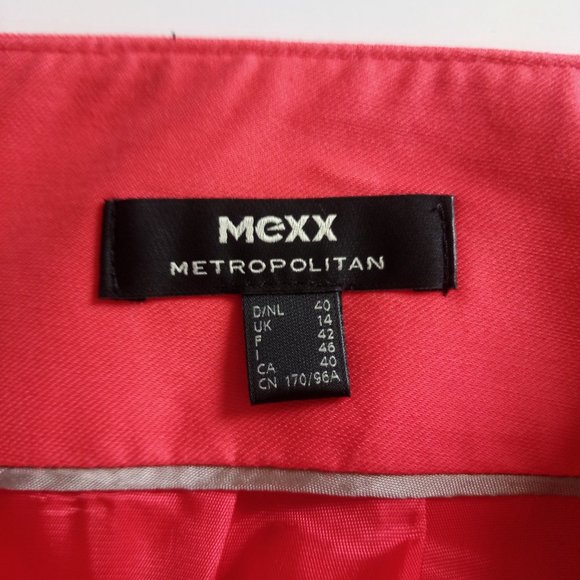 MEXX
METROPOLITAN
D/NL 40
UK 14
F 42
I 46
CA 40
CN 170/96A